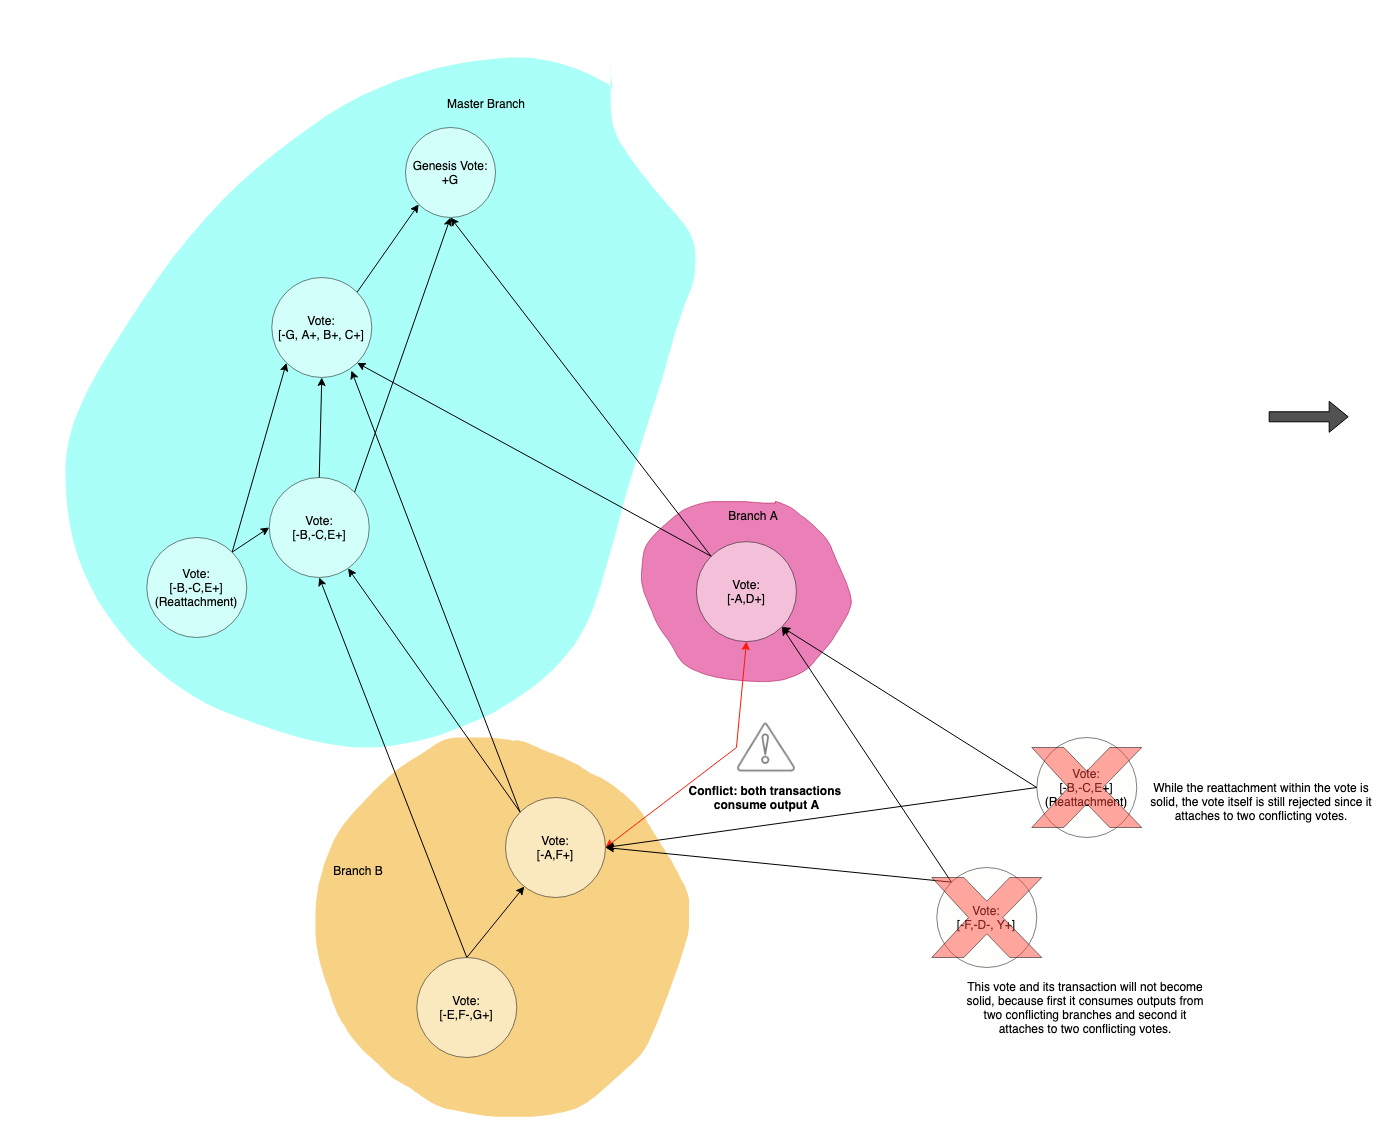 Master Branch
Genesis Vote:
+G
Vote:
[-G, A+, B+, C+]
Vote:
[-B,-C,E+]
Vote:
[-B,-C,E+]
(Reattachment)
Branch A
Vote:
[-A,D+]
Conflict: both transactions
consume output A
Vote:
[-B,-C,E+]
(Reattachment)
While the reattachment within the vote is
solid, the vote itself is still rejected since it
attaches to two conflicting votes.
Branch B
Vote:
[-A,F+]
Vote:
[-F,-D-, Y+]
This vote and its transaction will not become
solid, because first it consumes outputs from
two conflicting branches and second it
attaches to two conflicting votes.
Vote:
[-E,F-,G+]